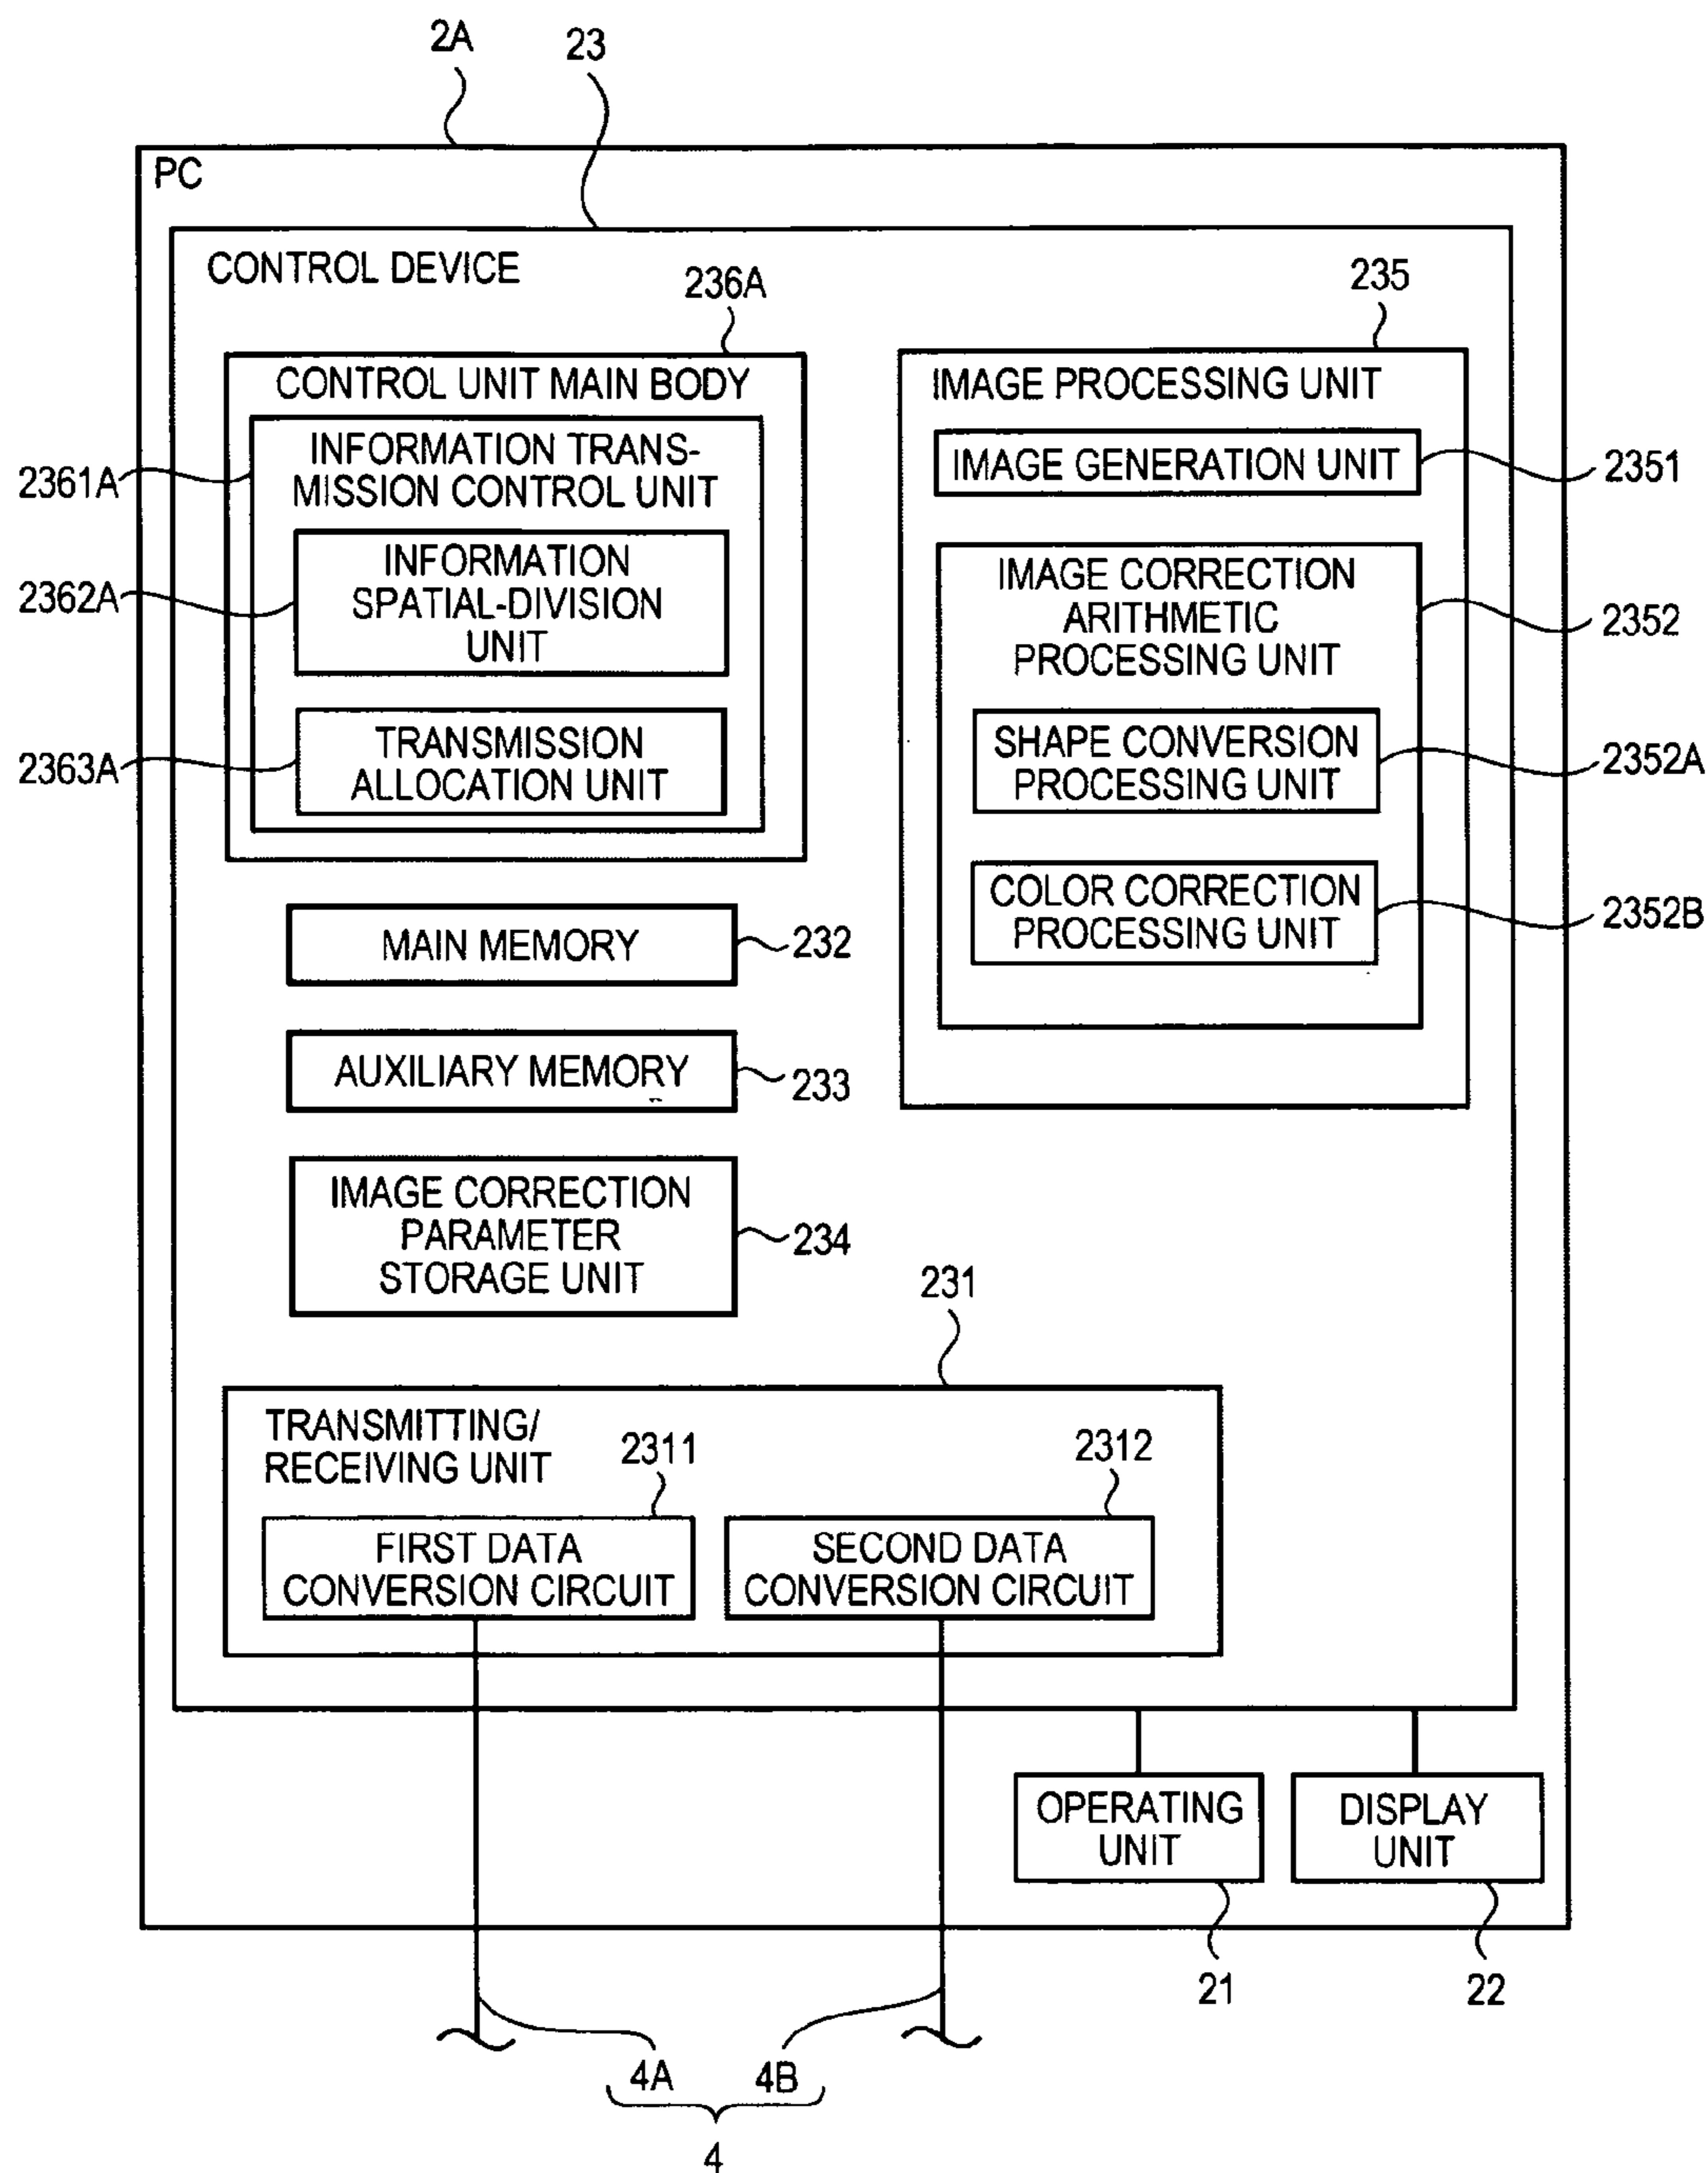 2A
23
PC
CONTROL DEVICE
236A
235
CONTROL UNIT MAIN BODY
INFORMATION TRANS-
MISSION CONTROL UNIT
2361A
INFORMATION
SPATIAL-DIVISION
UNIT
2362A
TRANSMISSION
ALLOCATION UNIT
2363A
IMAGE PROCESSING UNIT
IMAGE GENERATION UNIT
2351
IMAGE CORRECTION
ARITHMETIC
PROCESSING UNIT
2352
SHAPE CONVERSION
PROCESSING UNIT
2352A
COLOR CORRECTION
PROCESSING UNIT
2352B
MAIN MEMORY
232
AUXILIARY MEMORY
233
IMAGE CORRECTION
PARAMETER
STORAGE UNIT
234
231
TRANSMITTING/
RECEIVING UNIT
2311
2312
FIRST DATA
CONVERSION CIRCUIT
SECOND DATA
CONVERSION CIRCUIT
OPERATING
UNIT
DISPLAY
UNIT
21
22
4A
4B
4